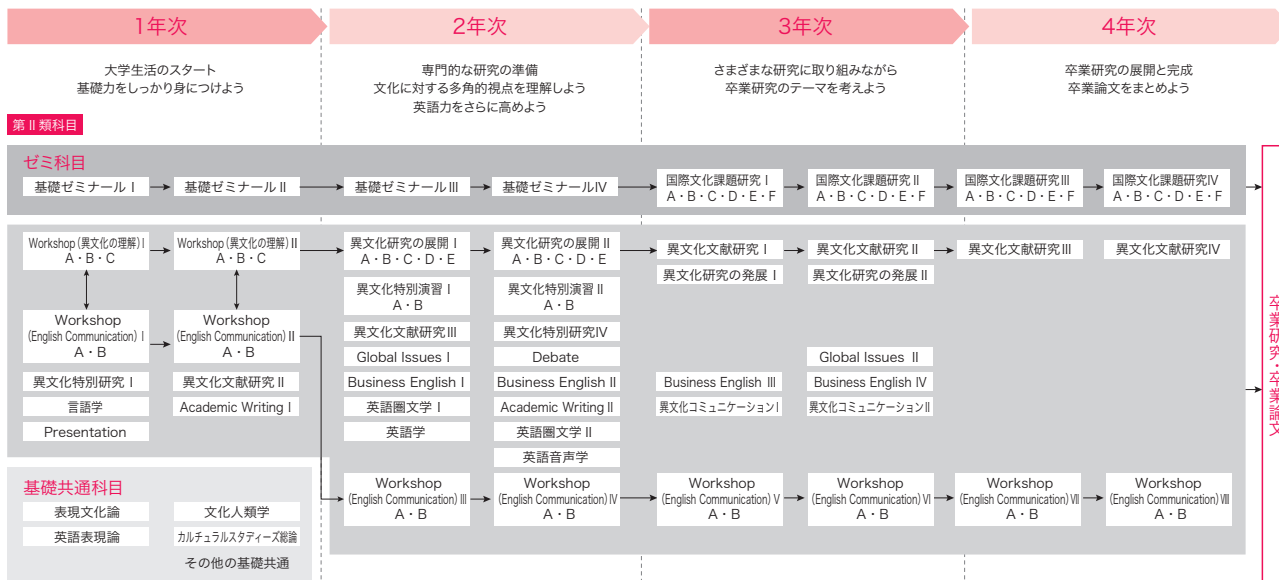 1年次
2年次
3年次
4年次
大学生活のスタート
基礎力をしっかり身につけよう
専門的な研究の準備
文化に対する多角的視点を理解しよう
英語力をさらに高めよう
さまざまな研究に取り組みながら
卒業研究のテーマを考えよう
卒業研究の展開と完成
卒業論文をまとめよう
第Ⅱ類科目
ゼミ科目
基礎ゼミナールⅠ
基礎ゼミナールⅡ
基礎ゼミナールⅢ
基礎ゼミナールⅣ
国際文化課題研究Ⅰ
A・B・C・D・E・F
国際文化課題研究Ⅱ
A・B・C・D・E・F
国際文化課題研究Ⅲ
A・B・C・D・E・F
国際文化課題研究Ⅳ
A・B・C・D・E・F
Workshop(異文化の理解)Ⅰ
A・B・C
Workshop(異文化の理解)Ⅱ
A・B・C
異文化研究の展開Ⅰ
A・B・C・D・E
異文化研究の展開Ⅱ
A・B・C・D・E
異文化文献研究Ⅰ
異文化文献研究Ⅱ
異文化文献研究Ⅲ
異文化文献研究Ⅳ
異文化研究の発展Ⅰ
異文化研究の発展Ⅱ
異文化特別演習Ⅰ
A・B
異文化特別演習Ⅱ
A・B
Workshop
(English Communication)Ⅰ
A・B
Workshop
(English Communication)Ⅱ
A・B
異文化文献研究Ⅲ
異文化特別研究Ⅳ
Global Issues Ⅰ
Debate
Global Issues Ⅱ
異文化特別研究Ⅰ
異文化文献研究Ⅱ
Business English Ⅰ
Business English Ⅱ
Business English Ⅲ
Business English Ⅳ
言語学
Academic Writing Ⅰ
英語圏文学Ⅰ
Academic Writing Ⅱ
異文化コミュニケーションⅠ
異文化コミュニケーションⅡ
Presentation
英語学
英語圏文学Ⅱ
英語音声学
Workshop
(English Communication)Ⅲ
A・B
Workshop
(English Communication)Ⅳ
A・B
Workshop
(English Communication)Ⅴ
A・B
Workshop
(English Communication)Ⅵ
A・B
Workshop
(English Communication)Ⅶ
A・B
Workshop
(English Communication)Ⅷ
A・B
基礎共通科目
表現文化論
文化人類学
英語表現論
カルチュラルスタディーズ総論
その他の基礎共通
卒業研究・卒業論文